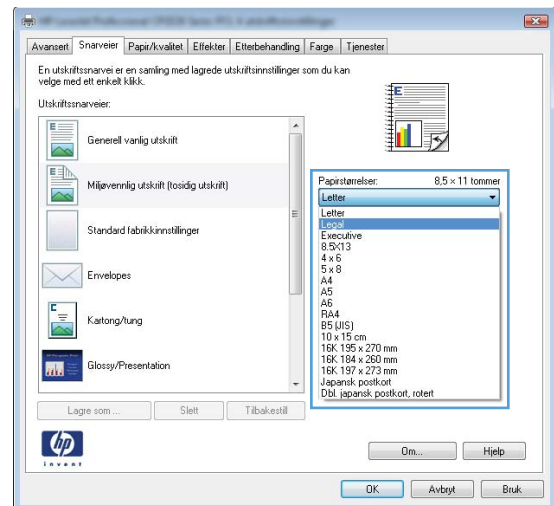 Avansert Snarveier Papir/kvalitet Effekter Etterbehandling Farge Tjenester
En utskriftssnarvei er en samling med lagrede utskriftsinnstillinger som du kan
velge med ett enkelt klikk.
Utskriftssnarveier:
Generell vanlig utskrift
Miljøvennlig utskrift (tosidig utskrift)
Standard fabrikkinnstillinger
Envelopes
Kartong/tung
Glossy/Presentation
Lagre som ... Slett Tilbakestill
Papirstørrelser: 8,5 × 11 tommer
Letter
Letter
Legal
Executive
8.5X13
4 x 6
5 x 8
A4
A5
A6
RA4
B5 (JIS)
10 x 15 cm
16K 195 x 270 mm
16K 184 x 260 mm
16K 197 x 273 mm
Japansk postkort
Dbl. japansk postkort, rotert
hp
invent
Om... Hjelp
OK Avbryt Bruk